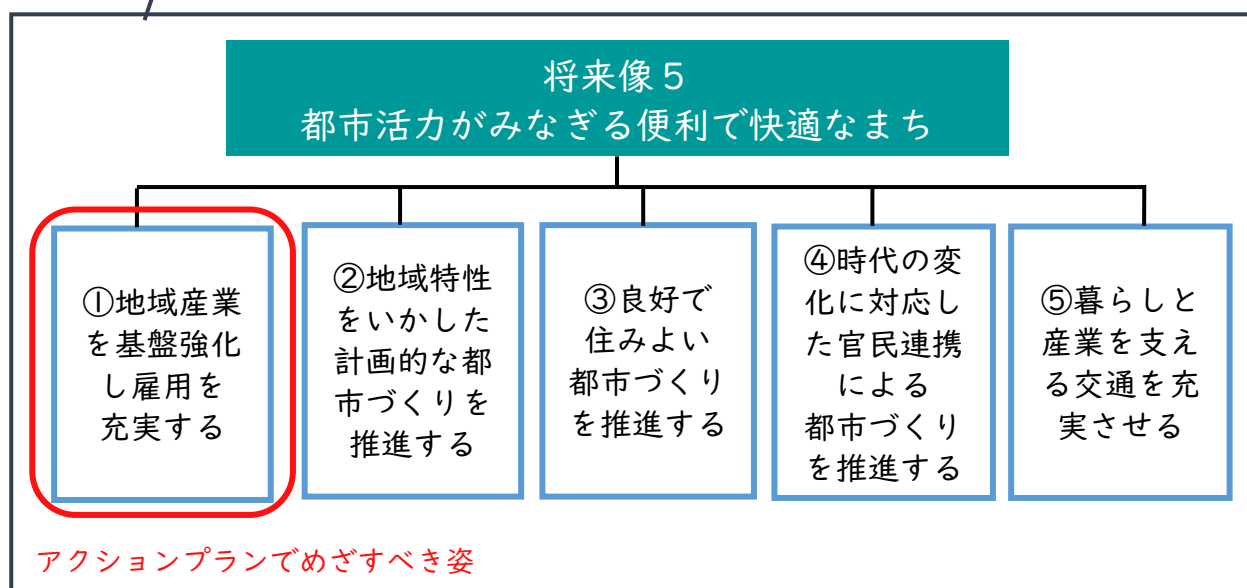 将来像５
都市活力がみなぎる便利で快適なまち
①地域産業
を基盤強化
し雇用を
充実する
②地域特性
をいかした
計画的な都
市づくりを
推進する
③良好で
住みよい
都市づくり
を推進する
④時代の変
化に対応し
た官民連携
による
都市づくり
を推進する
⑤暮らしと
産業を支え
る交通を充
実させる
アクションプランでめざすべき姿